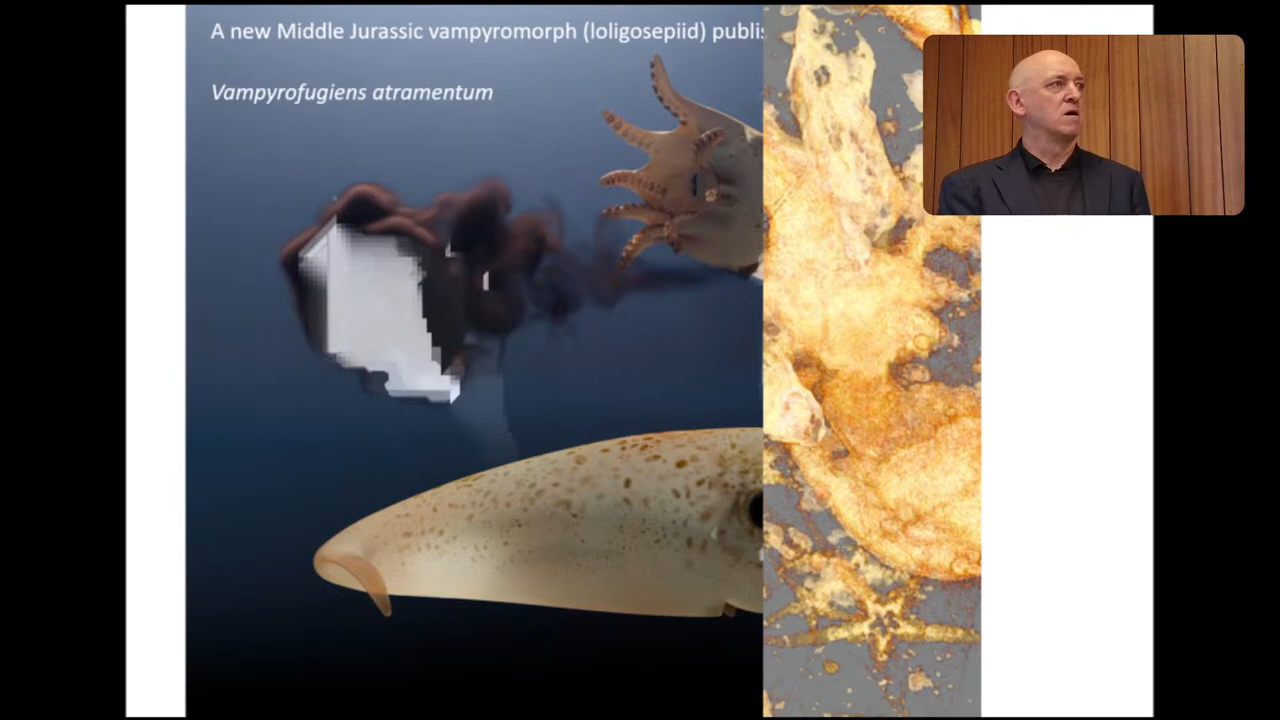 A new Middle Jurassic vampyromorph (loligosepiid) publis
Vampyrofugiens atramentum